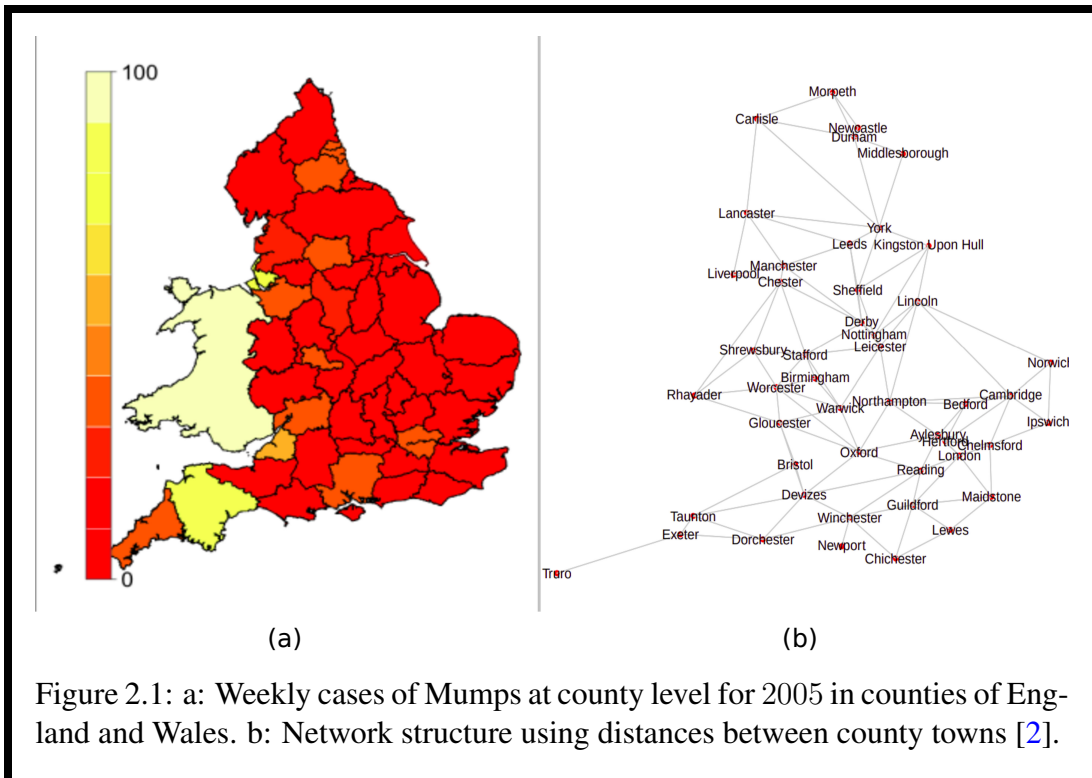 100
0
Morpeth
Carlisle
Newcastle
Durham
Middlesborough
Lancaster
York
Leeds
Kingston Upon Hull
Manchester
Liverpool
Chester
Sheffield
Lincoln
Derby
Nottingham
Leicester
Shrewsbury
Stafford
Norwich
Birmingham
Worcester
Rhayader
Cambridge
Northampton
Bedford
Warwick
Gloucester
Ipswich
Aylesbury
Hertford
Chelmsford
Oxford
London
Bristol
Reading
Devizes
Maidstone
Guildford
Taunton
Winchester
Exeter
Lewes
Dorchester
Newport
Chichester
Truro
(a)
(b)
Figure 2.1: a: Weekly cases of Mumps at county level for 2005 in counties of Eng-
land and Wales. b: Network structure using distances between county towns [2].